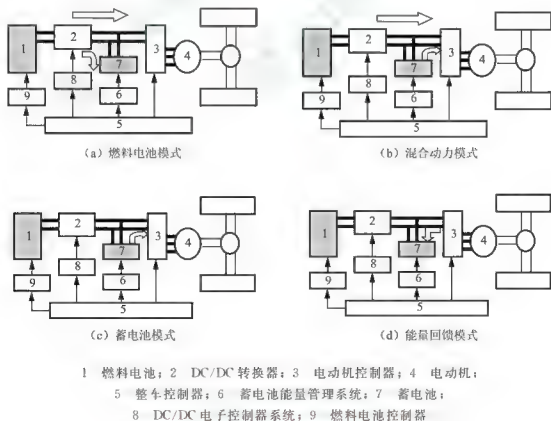 1 2 3 4
7
9 8 6
5
(a) 燃料电池模式
1 2 3 4
7
9 8 6
5
(b) 混合动力模式
1 2 3 4
7
9 8 6
5
(c) 蓄电池模式
1 2 3 4
7
9 8 6
5
(d) 能量回馈模式
1 燃料电池；2 DC/DC 转换器；3 电动机控制器；4 电动机；
5 整车控制器；6 蓄电池能量管理系统；7 蓄电池；
8 DC/DC 电子控制器系统；9 燃料电池控制器